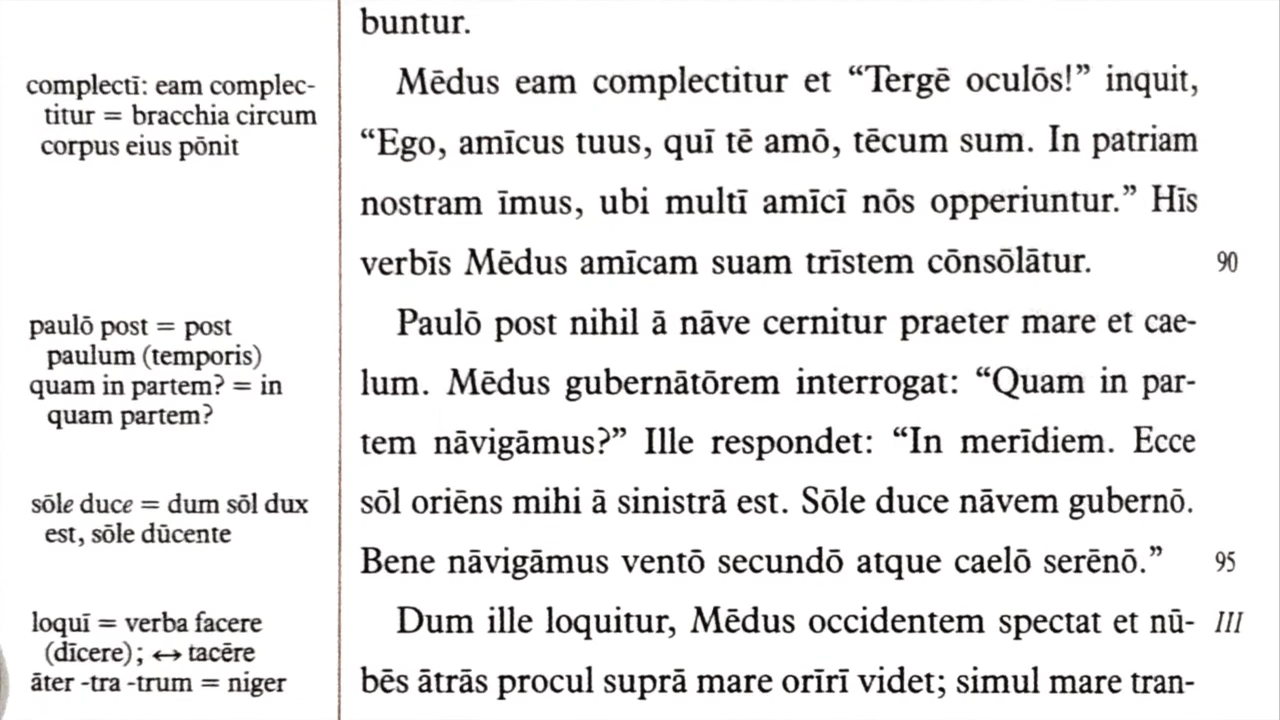 buntur.
complectī: eam complec-
titur = bracchia circum
corpus eius pōnit
Mēdus eam complectitur et “Tergē oculōs!” inquit,
“Ego, amīcus tuus, quī tē amō, tēcum sum. In patriam
nostram īmus, ubi multī amīcī nōs opperiuntur.” Hīs
verbīs Mēdus amīcam suam trīstem cōnsōlātur.
90
paulō post = post
paulum (temporis)
quam in partem? = in
quam partem?
Paulō post nihil ā nāve cernitur praeter mare et cae-
lum. Mēdus gubernātōrem interrogat: “Quam in par-
tem nāvigāmus?” Ille respondet: “In merīdiem. Ecce
sōle duce = dum sōl dux
est, sōle dūcente
sōl oriēns mihi ā sinistrā est. Sōle duce nāvem gubernō.
Bene nāvigāmus ventō secundō atque caelō serēnō.”
95
loquī = verba facere
(dīcere); ↔ tacēre
āter -tra -trum = niger
Dum ille loquitur, Mēdus occidentem spectat et nū-
III
bēs ātrās procul suprā mare orīrī videt; simul mare tran-